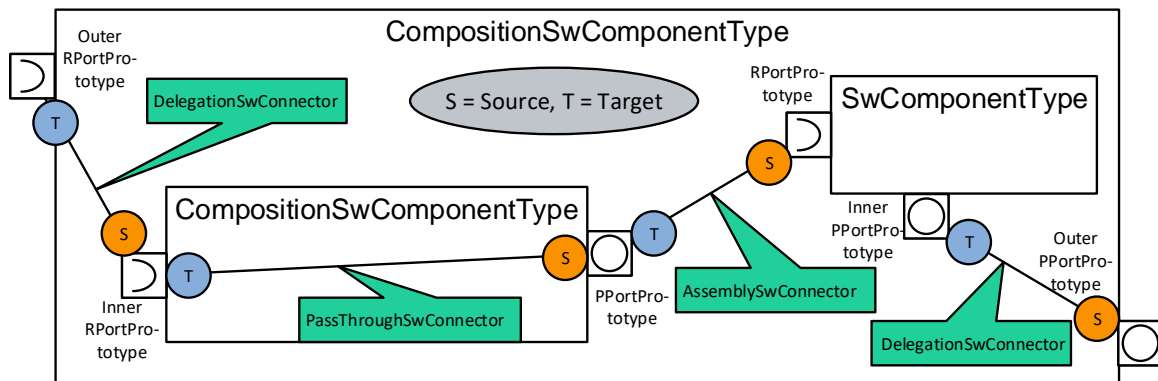 CompositionSwComponentType
Outer
RPortPro-
totype
DelegationSwConnector
S = Source, T = Target
RPortPro-
totype
SwComponentType
T
S
S
CompositionSwComponentType
Inner
PPortPro-
totype
T
T
Outer
PPortPro-
totype
S
T
S
Inner
RPortPro-
totype
PassThroughSwConnector
PPortPro-
totype
AssemblySwConnector
DelegationSwConnector
S